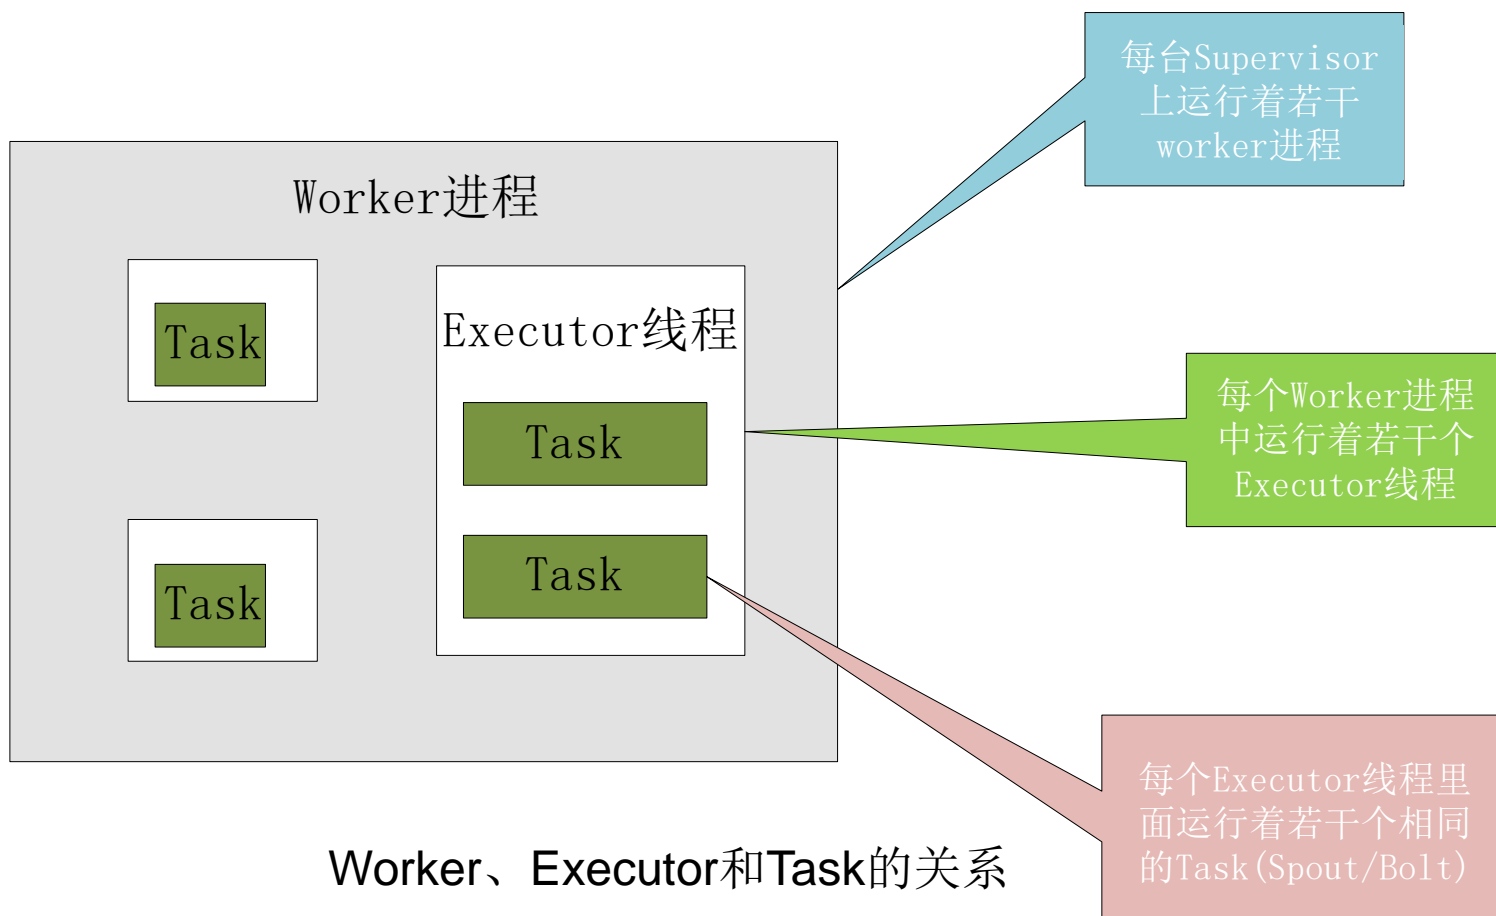 每台Supervisor
上运行着若干
worker进程
Worker进程
Task
Executor线程
Task
Task
Task
每个Worker进程
中运行着若干个
Executor线程
每个Executor线程里
面运行着若干个相同
的Task(Spout/Bolt)
Worker、Executor和Task的关系